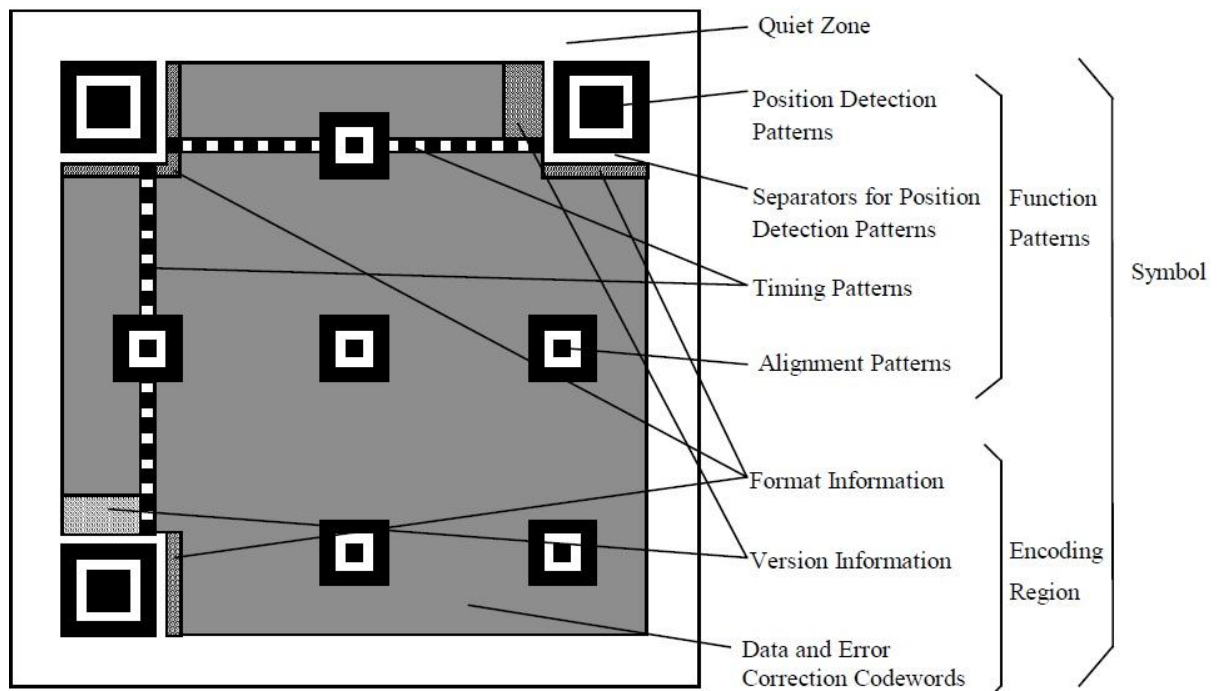 Quiet Zone
Position Detection
Patterns
Separators for Position
Detection Patterns
Function
Patterns
Symbol
Timing Patterns
Alignment Patterns
Format Information
Version Information
Encoding
Region
Data and Error
Correction Codewords